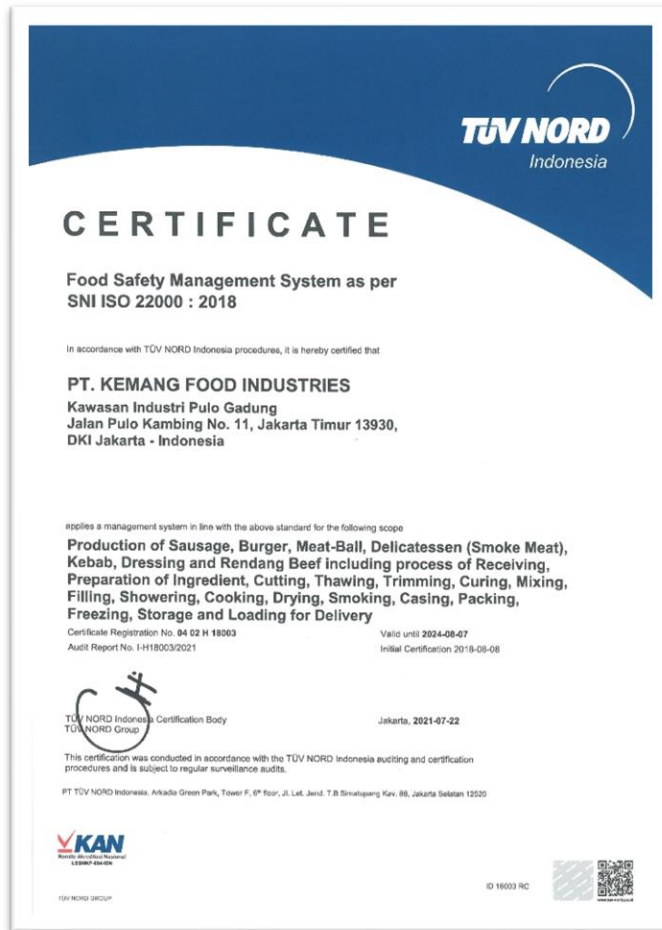 TÜV NORD
Indonesia
CERTIFICATE
Food Safety Management System as per
SNI ISO 22000 : 2018
In accordance with TÜV NORD Indonesia procedures, it is hereby certified that
PT. KEMANG FOOD INDUSTRIES
Kawasan Industri Pulo Gadung
Jalan Pulo Kambing No. 11, Jakarta Timur 13930,
DKI Jakarta - Indonesia
applies a management system in line with the above standard for the following scope
Production of Sausage, Burger, Meat-Ball, Delicatessen (Smoke Meat),
Kebab, Dressing and Rendang Beef including process of Receiving,
Preparation of Ingredient, Cutting, Thawing, Trimming, Curing, Mixing,
Filling, Showering, Cooking, Drying, Smoking, Casing, Packing,
Freezing, Storage and Loading for Delivery
Certificate Registration No. 04 02 H 18003
Valid until 2024-08-07
Audit Report No. I-H18003/2021
Initial Certification 2018-08-08
TÜV NORD Indonesia Certification Body
TÜV NORD Group
Jakarta, 2021-07-22
This certification was conducted in accordance with the TÜV NORD Indonesia auditing and certification
procedures and is subject to regular surveillance audits.
PT TÜV NORD Indonesia. Arkadia Green Park, Tower F, 6th floor, Jl. Let. Jend. T.B Simatupang Kav. 88, Jakarta Selatan 12520
KAN
Komite Akreditasi Nasional
ID 18003 RC
TÜV NORD GROUP